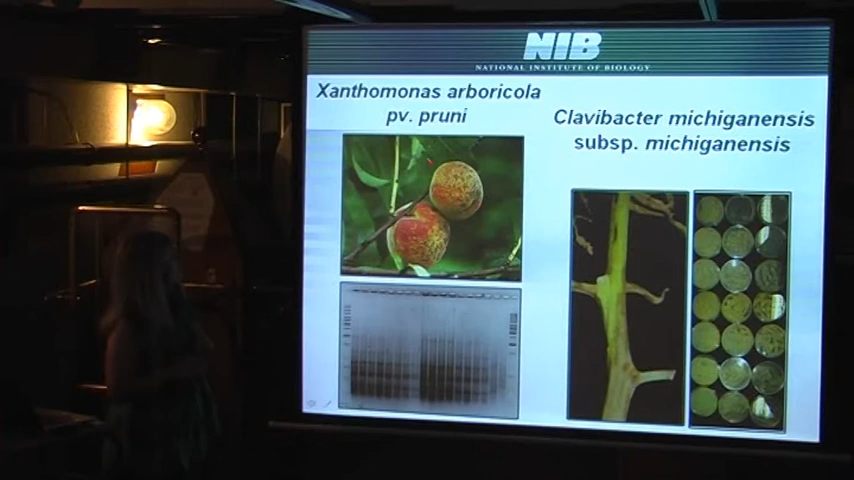 NIB
NATIONAL INSTITUTE OF BIOLOGY
Xanthomonas arboricola
pv. pruni
Clavibacter michiganensis
subsp. michiganensis